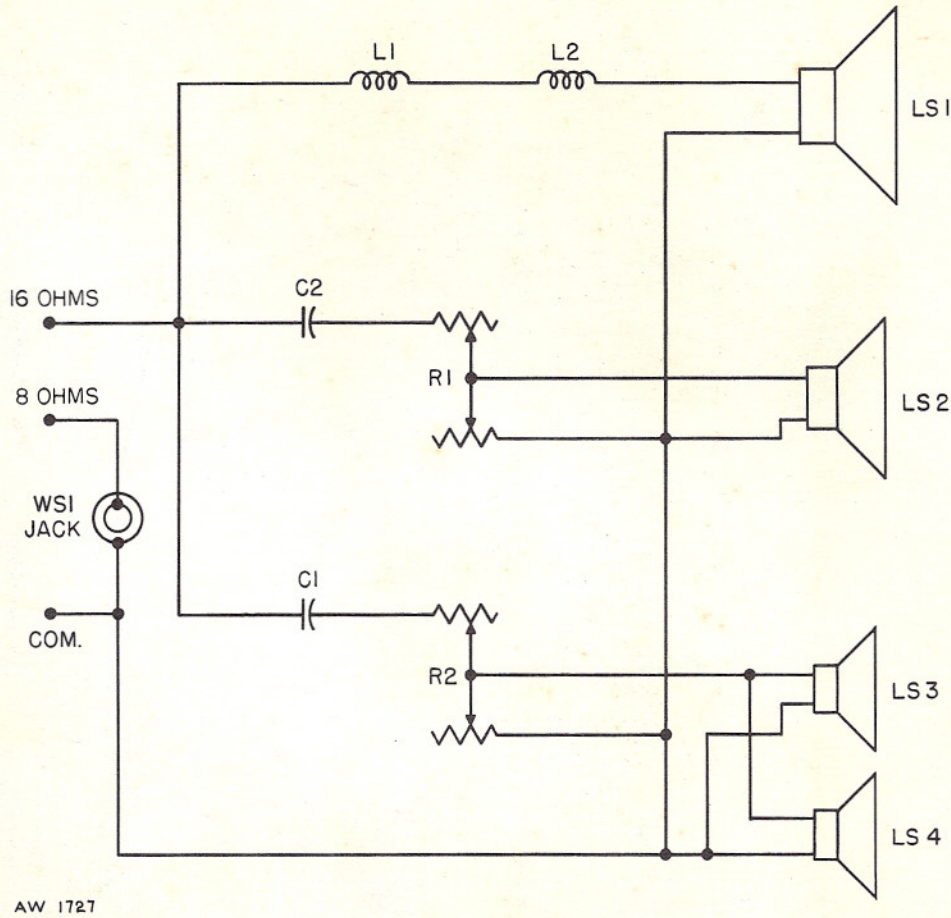 L1
L2
LS1
16 OHMS
C2
R1
8 OHMS
LS2
WS1
JACK
C1
COM.
R2
LS3
LS4
AW 1727